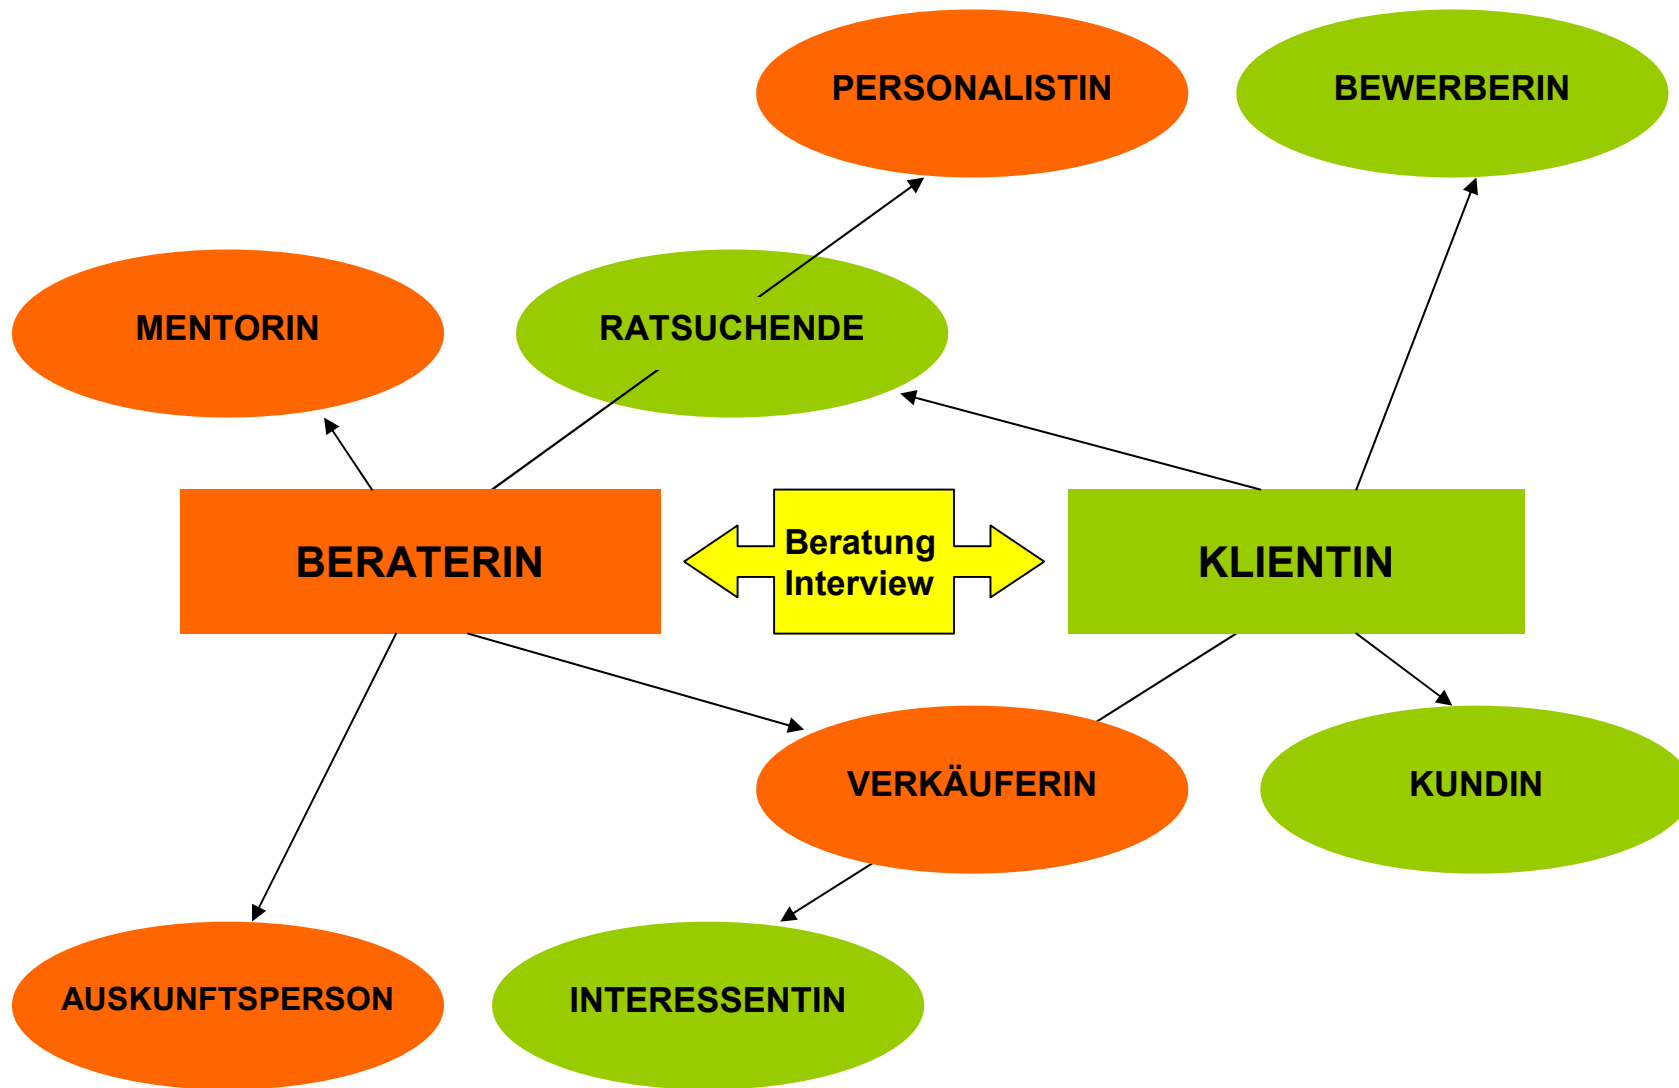 PERSONALISTIN
BEWERBERIN
MENTORIN
RATSUCHENDE
BERATERIN
Beratung
Interview
KLIENTIN
VERKÄUFERIN
KUNDIN
AUSKUNFTSPERSON
INTERESSENTIN